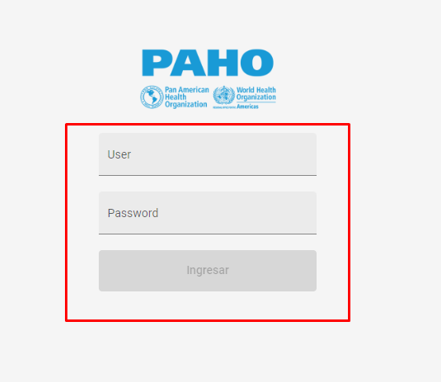 PAHO
Pan American
Health
Organization
World Health
Organization
Americas
User
Password
Ingresar